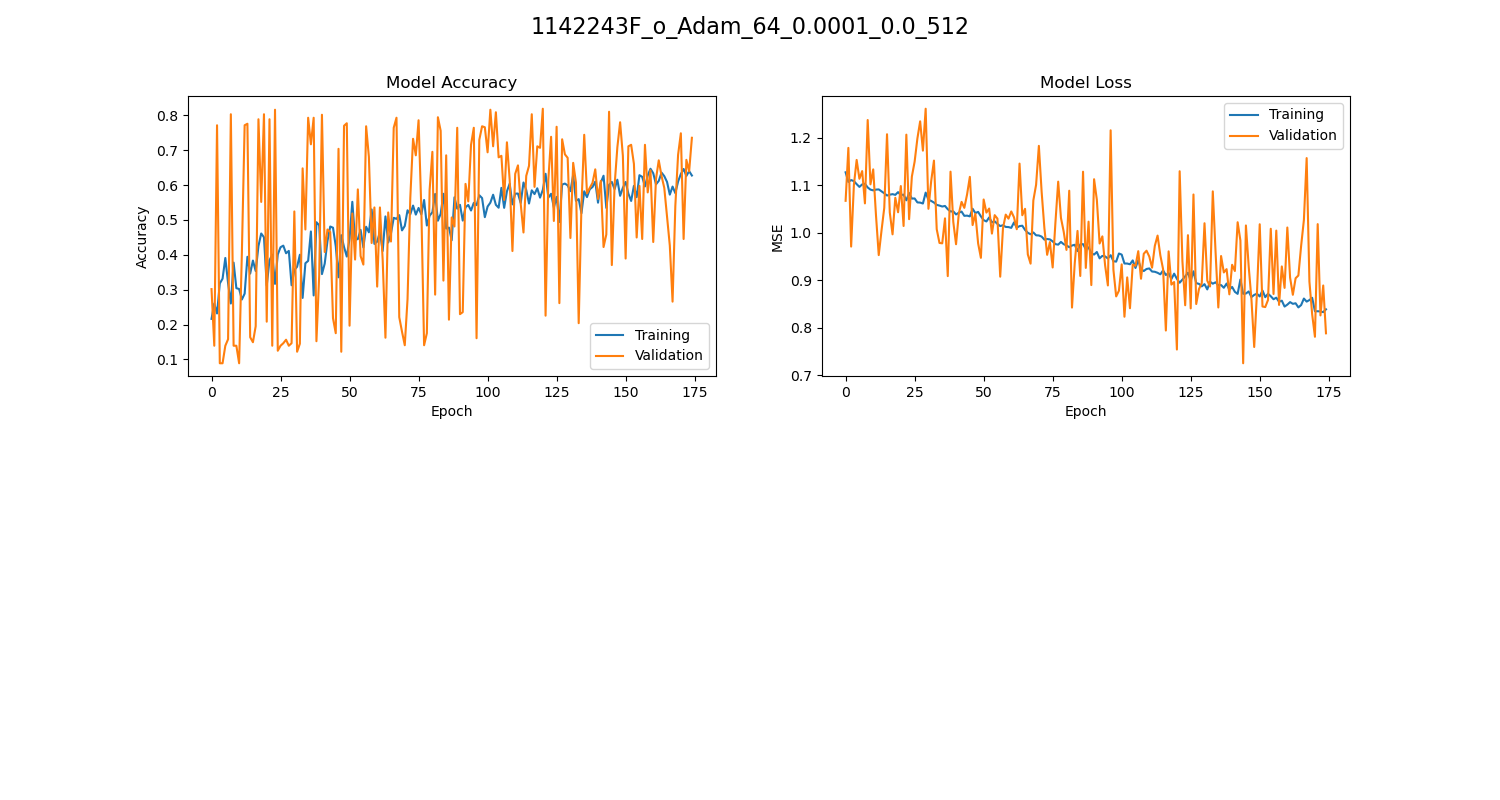 1142243F_o_Adam_64_0.0001_0.0_512
Model Accuracy
Accuracy
0.8
0.7
0.6
0.5
0.4
0.3
0.2
0.1
Training
Validation
0 25 50 75 100 125 150 175
Epoch
Model Loss
MSE
1.2
1.1
1.0
0.9
0.8
0.7
Training
Validation
0 25 50 75 100 125 150 175
Epoch